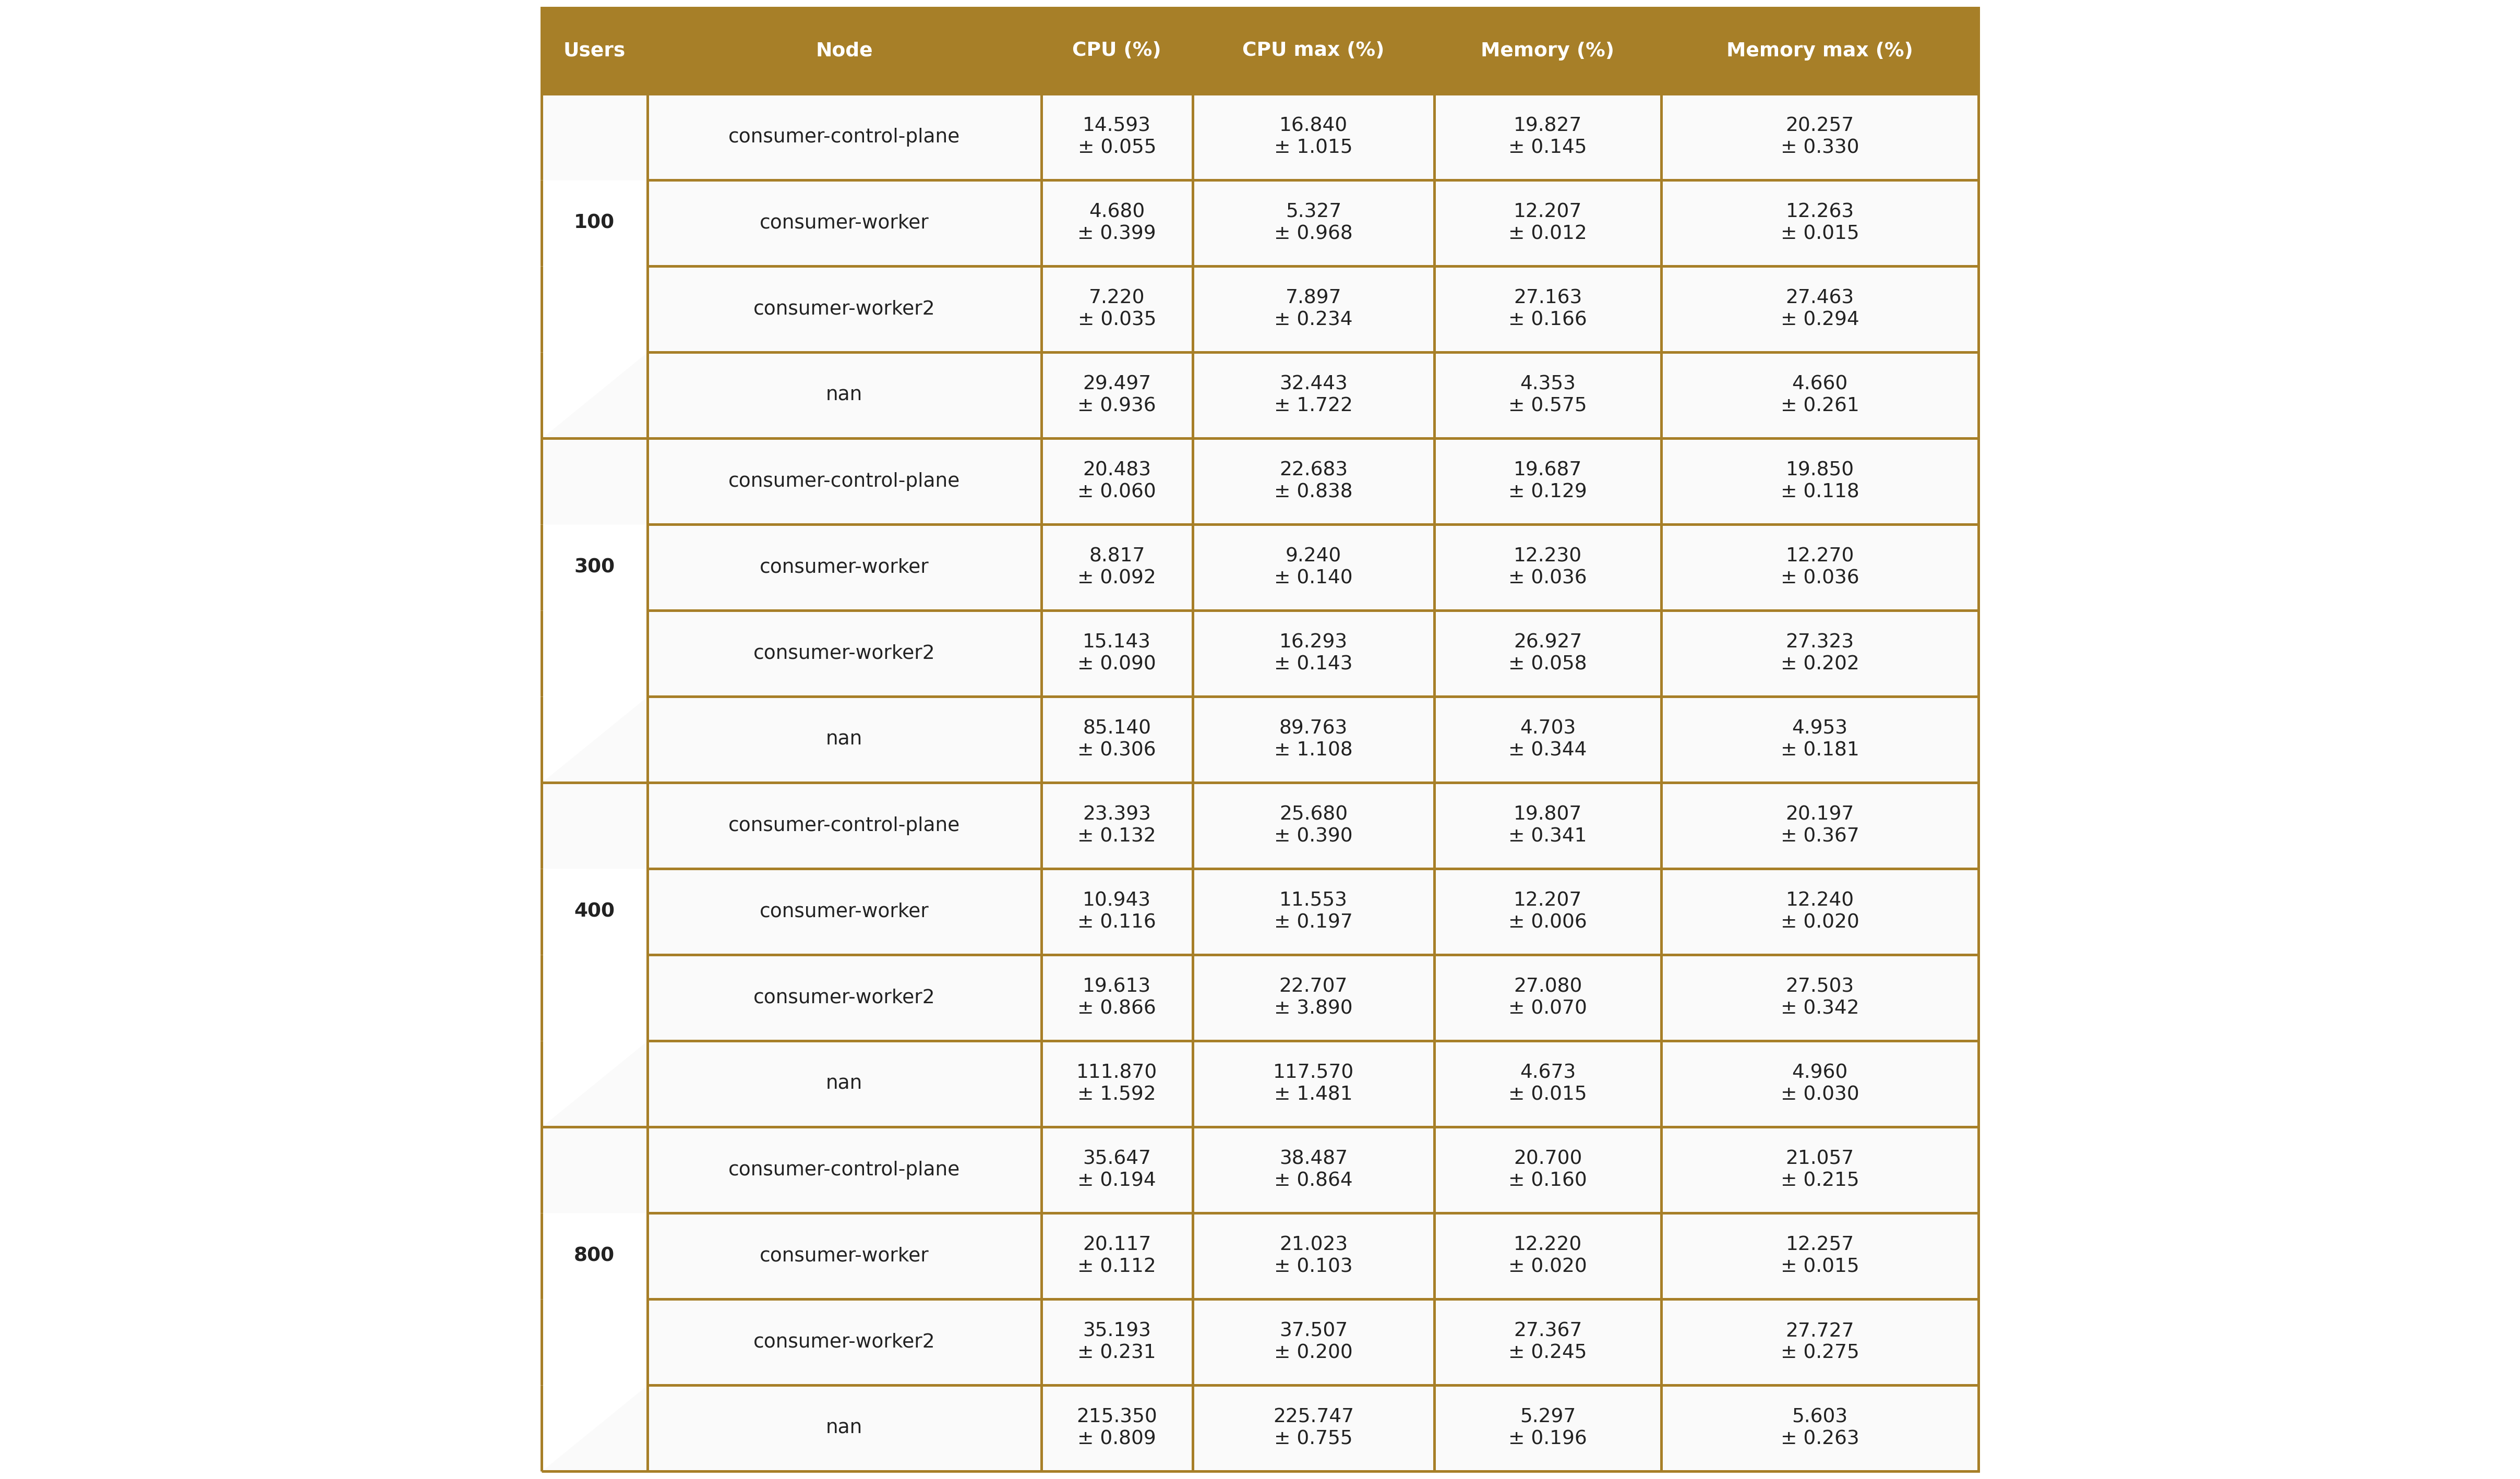 Users Node CPU (%) CPU max (%) Memory (%) Memory max (%)
consumer-control-plane 14.593 16.840 19.827 20.257
± 0.055 ± 1.015 ± 0.145 ± 0.330
100 consumer-worker 4.680 5.327 12.207 12.263
± 0.399 ± 0.968 ± 0.012 ± 0.015
consumer-worker2 7.220 7.897 27.163 27.463
± 0.035 ± 0.234 ± 0.166 ± 0.294
nan 29.497 32.443 4.353 4.660
± 0.936 ± 1.722 ± 0.575 ± 0.261
consumer-control-plane 20.483 22.683 19.687 19.850
± 0.060 ± 0.838 ± 0.129 ± 0.118
300 consumer-worker 8.817 9.240 12.230 12.270
± 0.092 ± 0.140 ± 0.036 ± 0.036
consumer-worker2 15.143 16.293 26.927 27.323
± 0.090 ± 0.143 ± 0.058 ± 0.202
nan 85.140 89.763 4.703 4.953
± 0.306 ± 1.108 ± 0.344 ± 0.181
consumer-control-plane 23.393 25.680 19.807 20.197
± 0.132 ± 0.390 ± 0.341 ± 0.367
400 consumer-worker 10.943 11.553 12.207 12.240
± 0.116 ± 0.197 ± 0.006 ± 0.020
consumer-worker2 19.613 22.707 27.080 27.503
± 0.866 ± 3.890 ± 0.070 ± 0.342
nan 111.870 117.570 4.673 4.960
± 1.592 ± 1.481 ± 0.015 ± 0.030
consumer-control-plane 35.647 38.487 20.700 21.057
± 0.194 ± 0.864 ± 0.160 ± 0.215
800 consumer-worker 20.117 21.023 12.220 12.257
± 0.112 ± 0.103 ± 0.020 ± 0.015
consumer-worker2 35.193 37.507 27.367 27.727
± 0.231 ± 0.200 ± 0.245 ± 0.275
nan 215.350 225.747 5.297 5.603
± 0.809 ± 0.755 ± 0.196 ± 0.263